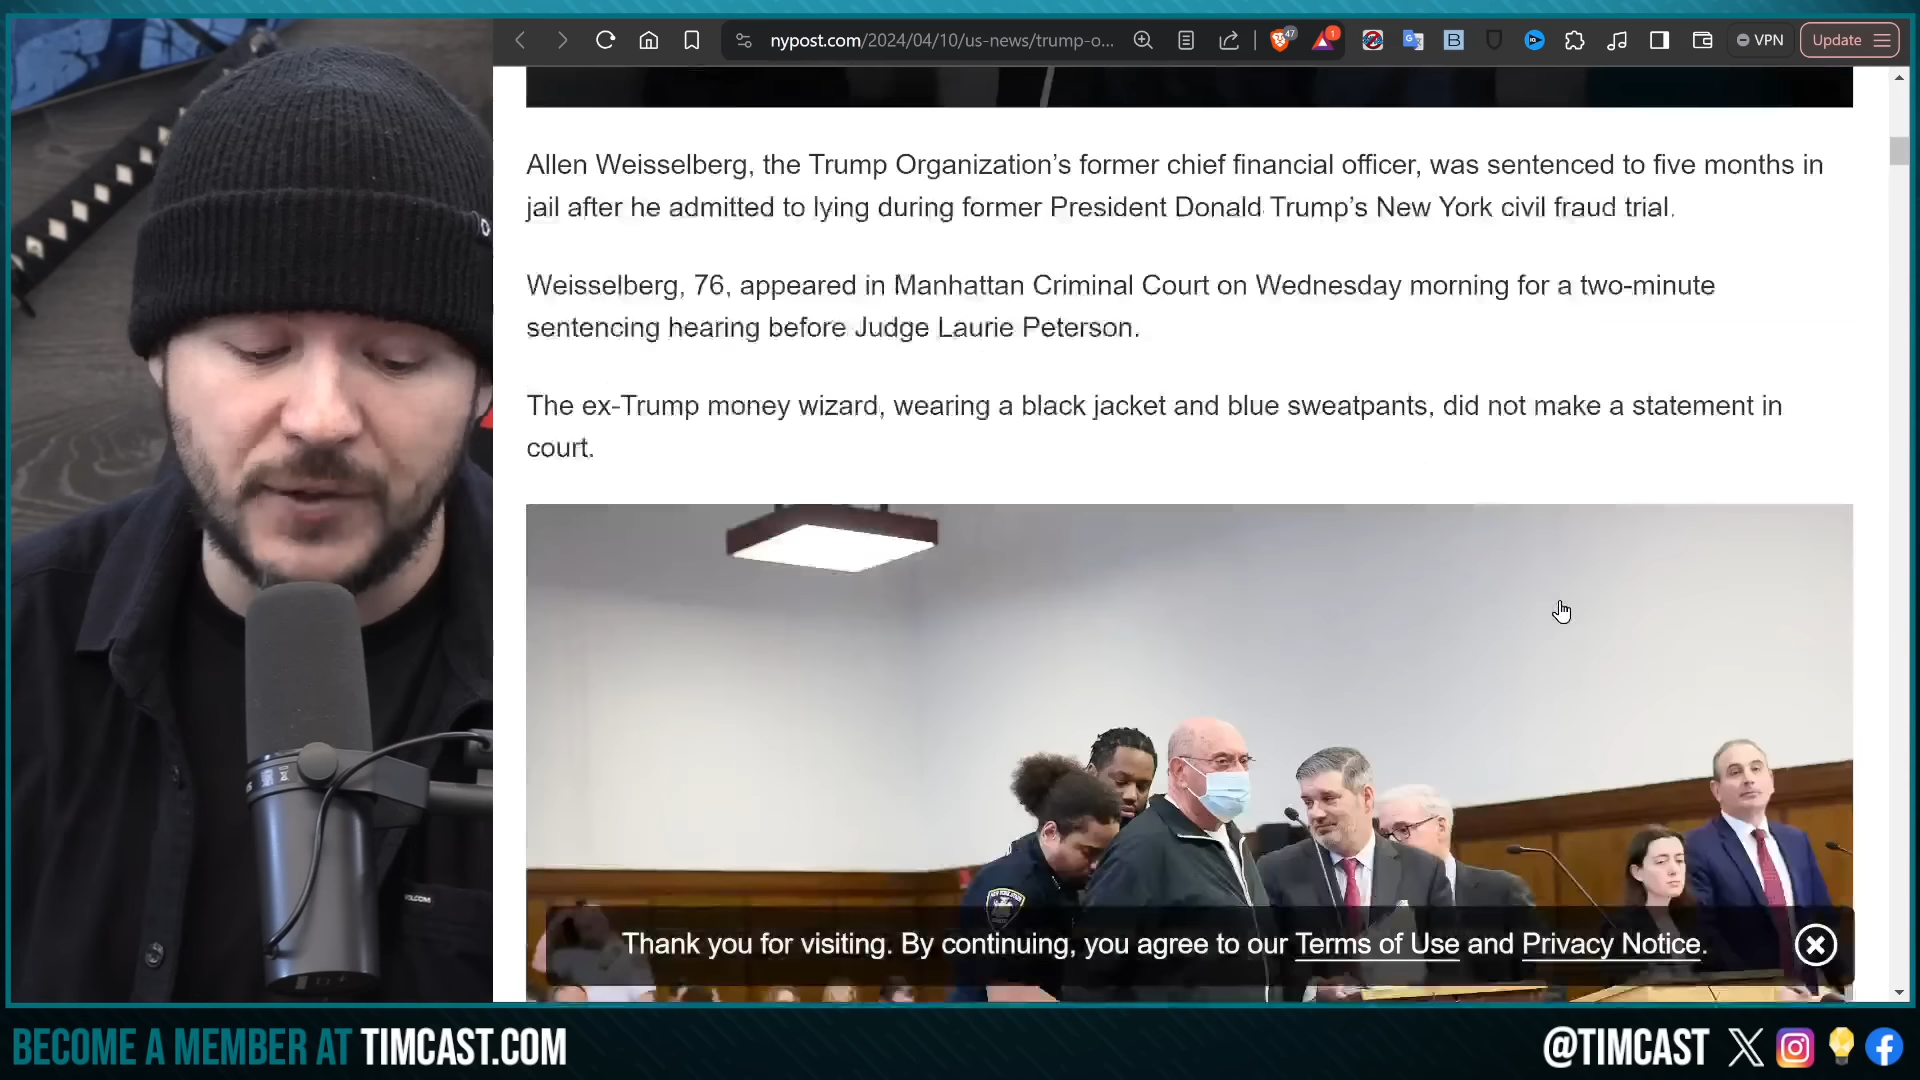 nypost.com/2024/04/10/us-news/trump-o...
47
1
B
VPN
Update
Allen Weisselberg, the Trump Organization’s former chief financial officer, was sentenced to five months in
jail after he admitted to lying during former President Donald Trump’s New York civil fraud trial.
Weisselberg, 76, appeared in Manhattan Criminal Court on Wednesday morning for a two-minute
sentencing hearing before Judge Laurie Peterson.
The ex-Trump money wizard, wearing a black jacket and blue sweatpants, did not make a statement in
court.
Thank you for visiting. By continuing, you agree to our Terms of Use and Privacy Notice.
VOLCOM
BECOME A MEMBER AT TIMCAST.COM
@TIMCAST